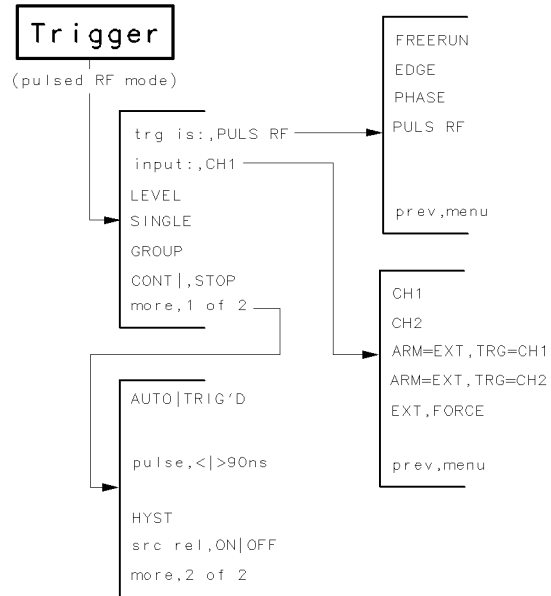 Trigger
(pulsed RF mode)
trg is:,PULS RF
input:,CH1
LEVEL
SINGLE
GROUP
CONT|,STOP
more,1 of 2
FREERUN
EDGE
PHASE
PULS RF
prev,menu
CH1
CH2
ARM=EXT,TRG=CH1
ARM=EXT,TRG=CH2
EXT,FORCE
prev,menu
AUTO|TRIG'D
pulse,<|>90ns
HYST
src rel,ON|OFF
more,2 of 2